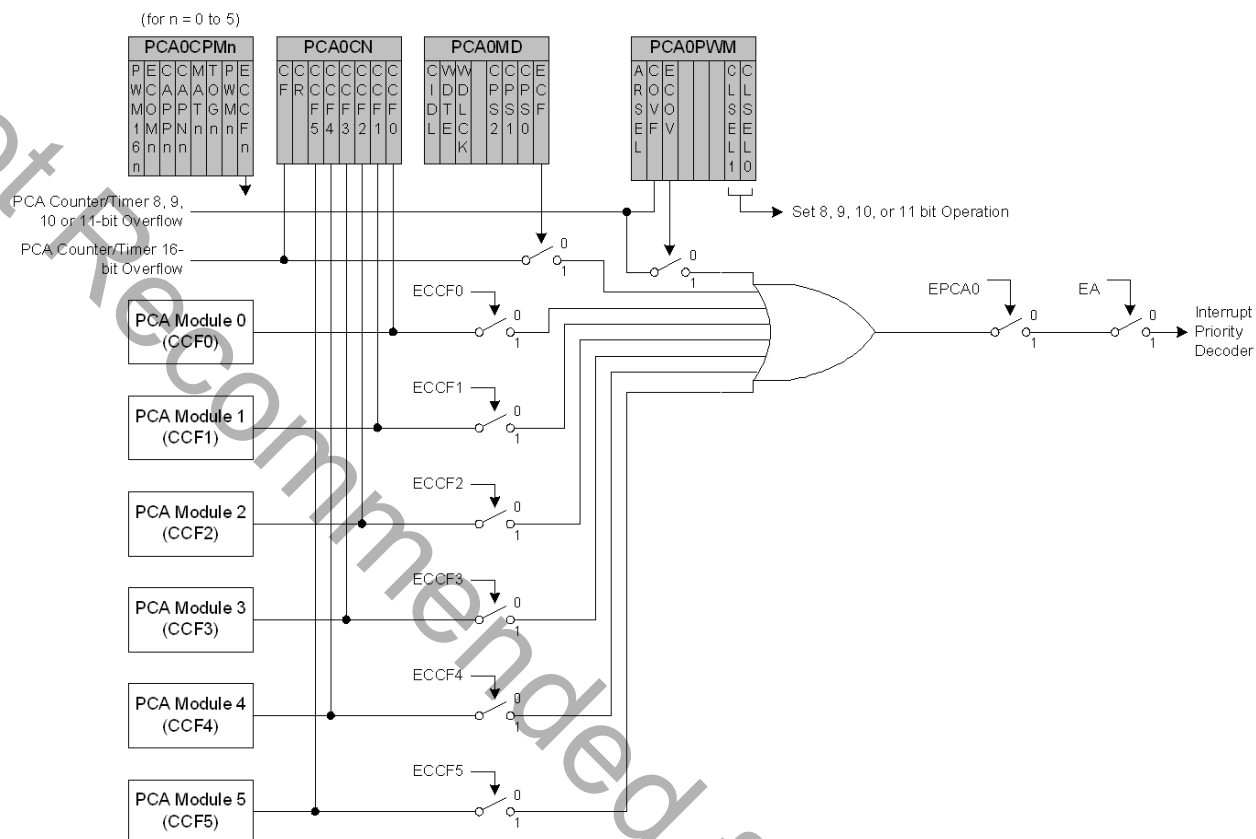 (for n = 0 to 5)
PCA0CPMn
PCA0CN
PCA0MD
PCA0PWM
PWM16n
ECOMn
CAPPn
CAPNn
MATn
TOGn
PWMn
ECCFn
CF
CR
CCF5
CCF4
CCF3
CCF2
CCF1
CCF0
CIDL
WDTE
WDLCK
CPS2
CPS1
CPS0
ECF
ARSEL
COVF
ECOV
CLSEL1
CLSEL0
PCA Counter/Timer 8, 9,
10 or 11-bit Overflow
Set 8, 9, 10, or 11 bit Operation
PCA Counter/Timer 16-
bit Overflow
0
1
0
1
ECCF0
0
1
PCA Module 0
(CCF0)
EPCA0
0
1
EA
0
1
Interrupt
Priority
Decoder
ECCF1
0
1
PCA Module 1
(CCF1)
ECCF2
0
1
PCA Module 2
(CCF2)
ECCF3
0
1
PCA Module 3
(CCF3)
ECCF4
0
1
PCA Module 4
(CCF4)
ECCF5
0
1
PCA Module 5
(CCF5)
Recommended